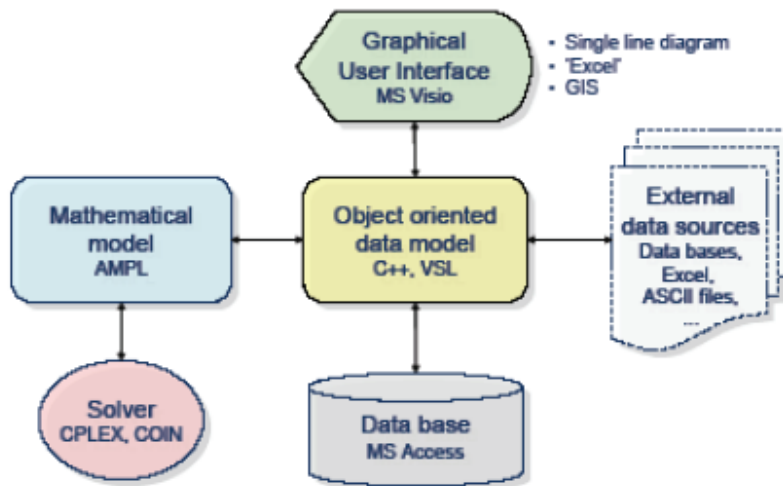 Graphical
User Interface
MS Visio
• Single line diagram
• 'Excel'
• GIS
Mathematical
model
AMPL
Object oriented
data model
C++, VSL
External
data sources
Data bases,
Excel,
ASCII files,
...
Solver
CPLEX, COIN
Data base
MS Access